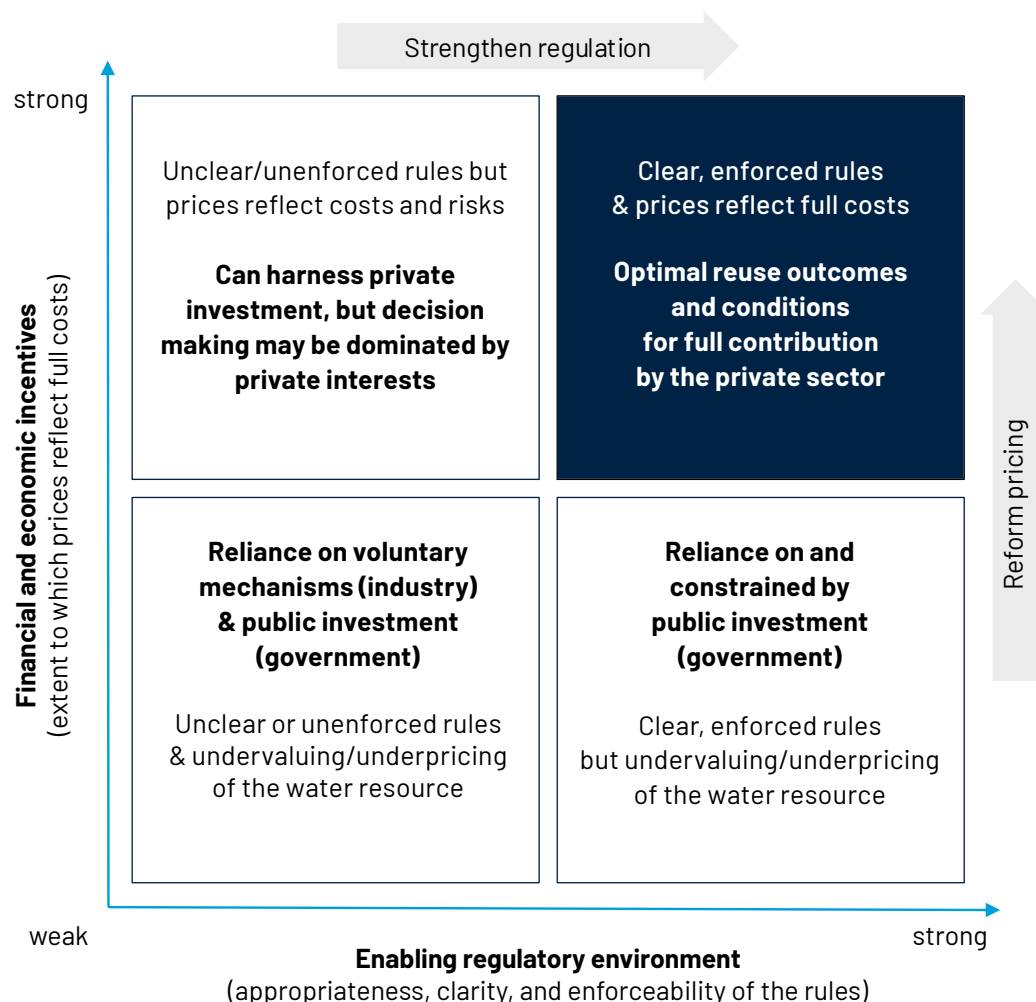 Strengthen regulation
strong
Unclear/unenforced rules but
prices reflect costs and risks
Can harness private
investment, but decision
making may be dominated by
private interests
Clear, enforced rules
& prices reflect full costs
Optimal reuse outcomes
and conditions
for full contribution
by the private sector
Financial and economic incentives
(extent to which prices reflect full costs)
Reform pricing
Reliance on voluntary
mechanisms (industry)
& public investment
(government)
Unclear or unenforced rules
& undervaluing/underpricing
of the water resource
Reliance on and
constrained by
public investment
(government)
Clear, enforced rules
but undervaluing/underpricing
of the water resource
weak
strong
Enabling regulatory environment
(appropriateness, clarity, and enforceability of the rules)